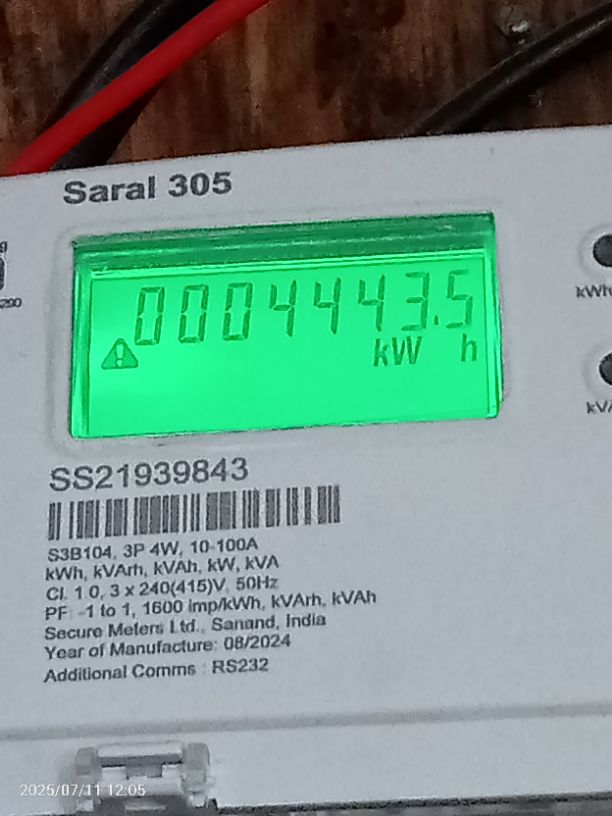 Saral 305
0004443.5
kW h
SS21939843
S3B104, 3P 4W, 10-100A
kWh, kVArh, kVAh, kW, kVA
Cl. 1.0, 3 x 240(415)V, 50Hz
PF: -1 to 1, 1600 imp/kWh, kVArh, kVAh
Secure Meters Ltd., Sanand, India
Year of Manufacture: 08/2024
Additional Comms : RS232
2025/07/11 12:05